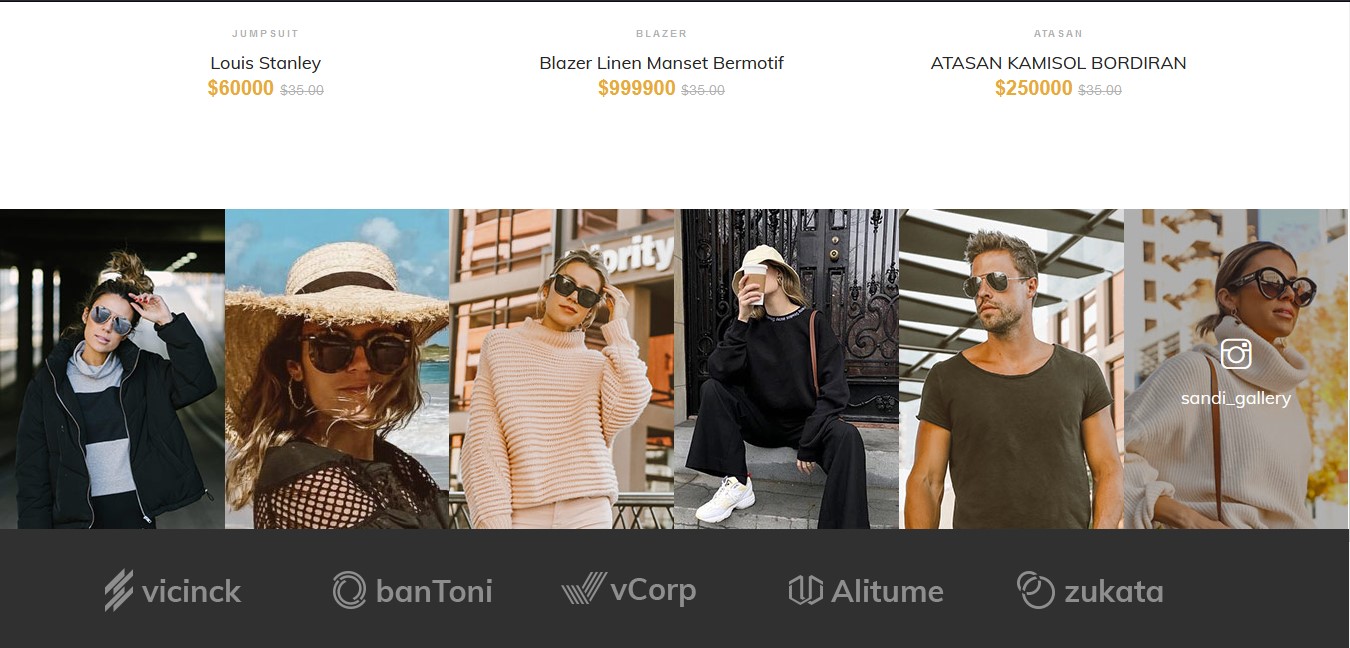 JUMPSUIT
Louis Stanley
$60000 $35.00
BLAZER
Blazer Linen Manset Bermotif
$999900 $35.00
ATASAN
ATASAN KAMISOL BORDIRAN
$250000 $35.00
ority
sandi_gallery
vicinck
banToni
vCorp
Alitume
zukata